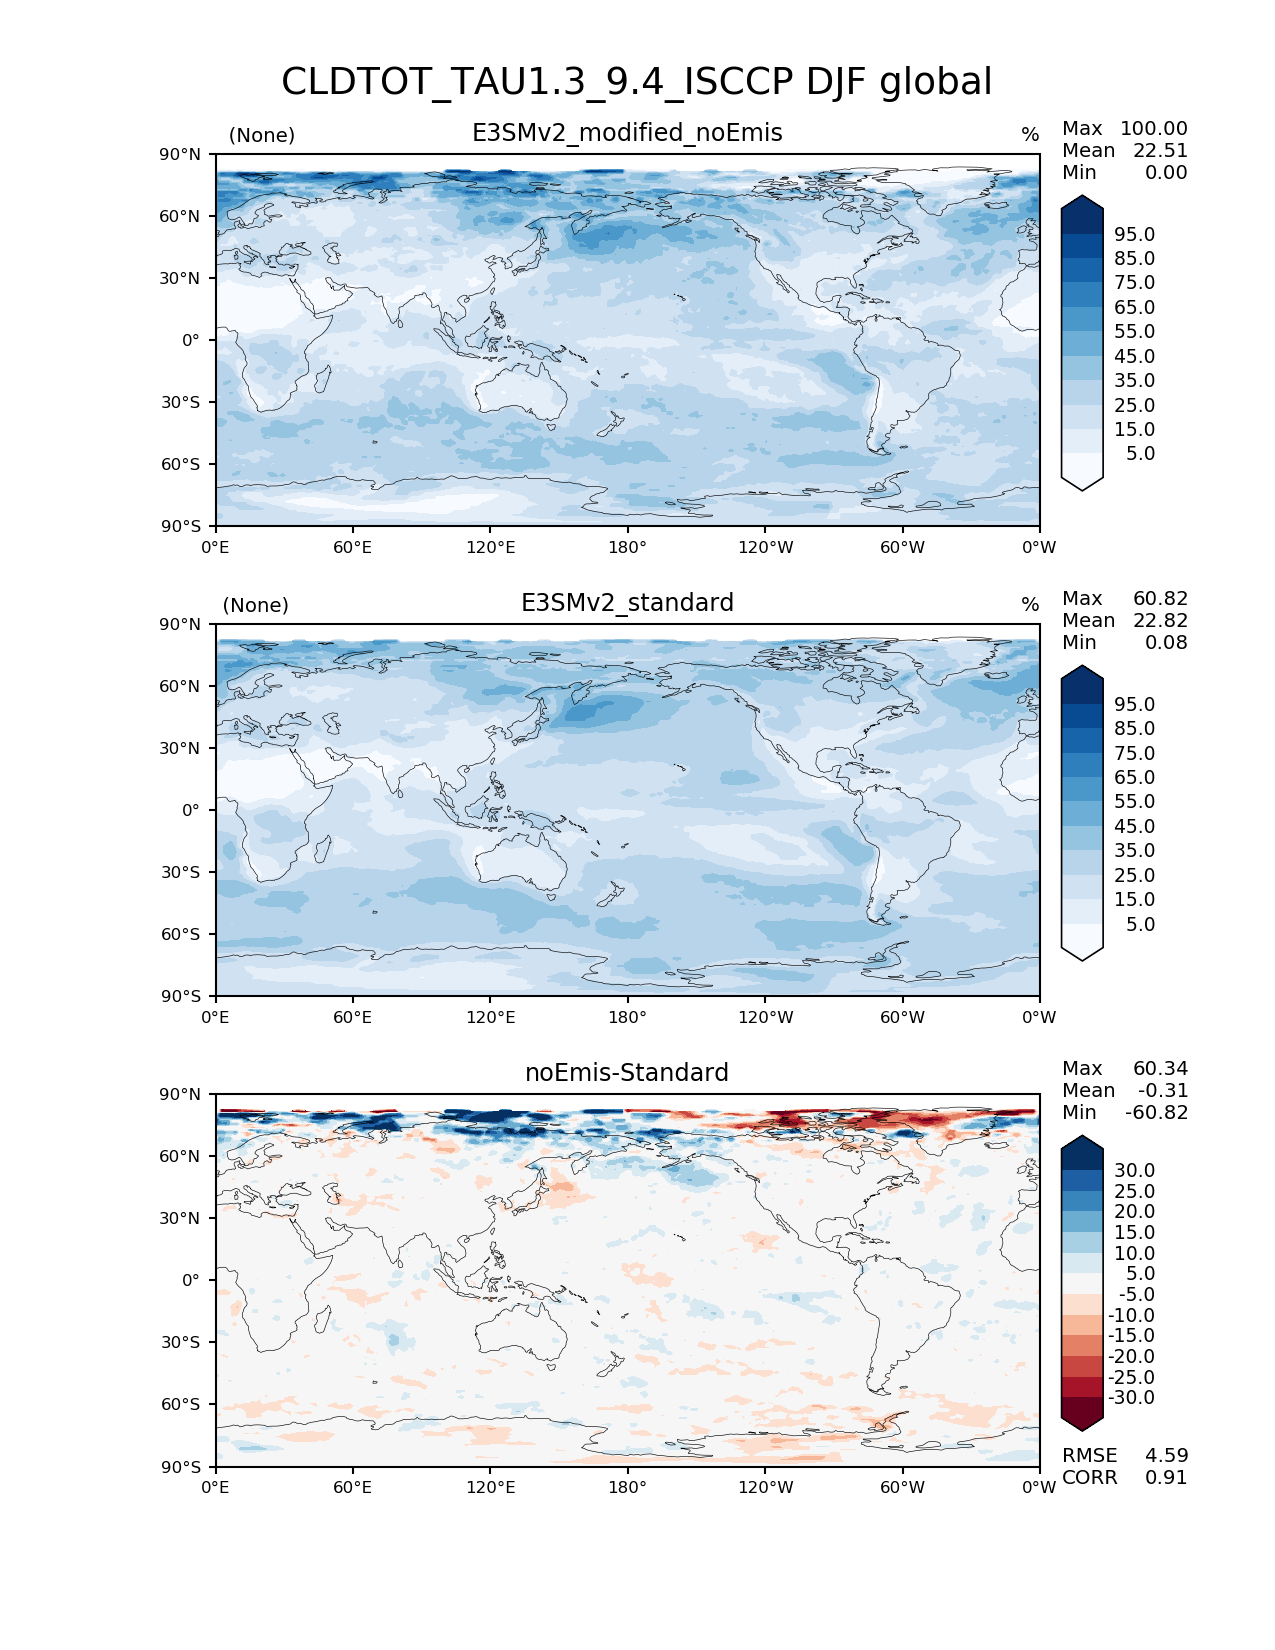 CLDTOT_TAU1.3_9.4_ISCCP DJF global
(None) E3SMv2_modified_noEmis %
Max 100.00
Mean 22.51
Min 0.00
90°N
60°N
30°N
0°
30°S
60°S
90°S
0°E 60°E 120°E 180° 120°W 60°W 0°W
95.0
85.0
75.0
65.0
55.0
45.0
35.0
25.0
15.0
5.0
(None) E3SMv2_standard %
Max 60.82
Mean 22.82
Min 0.08
90°N
60°N
30°N
0°
30°S
60°S
90°S
0°E 60°E 120°E 180° 120°W 60°W 0°W
95.0
85.0
75.0
65.0
55.0
45.0
35.0
25.0
15.0
5.0
noEmis-Standard
Max 60.34
Mean -0.31
Min -60.82
90°N
60°N
30°N
0°
30°S
60°S
90°S
0°E 60°E 120°E 180° 120°W 60°W 0°W
30.0
25.0
20.0
15.0
10.0
5.0
-5.0
-10.0
-15.0
-20.0
-25.0
-30.0
RMSE 4.59
CORR 0.91